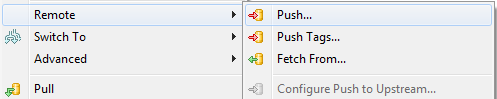 Remote
Switch To
Advanced
Pull
Push...
Push Tags...
Fetch From...
Configure Push to Upstream...